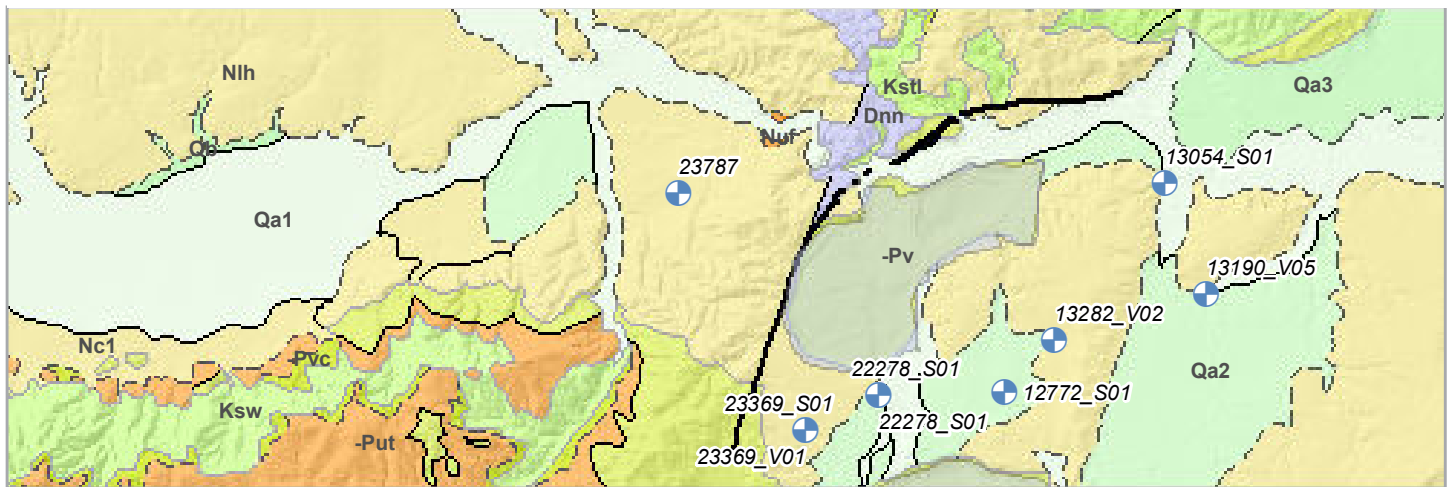 Nlh
Kstl
Qa3
Dnn
Nuf
Qb
23787
13054_S01
Qa1
-Pv
13190_V05
13282_V02
Nc1
-Pvc
22278_S01
Qa2
Ksw
23369_S01
12772_S01
22278_S01
-Put
23369_V01